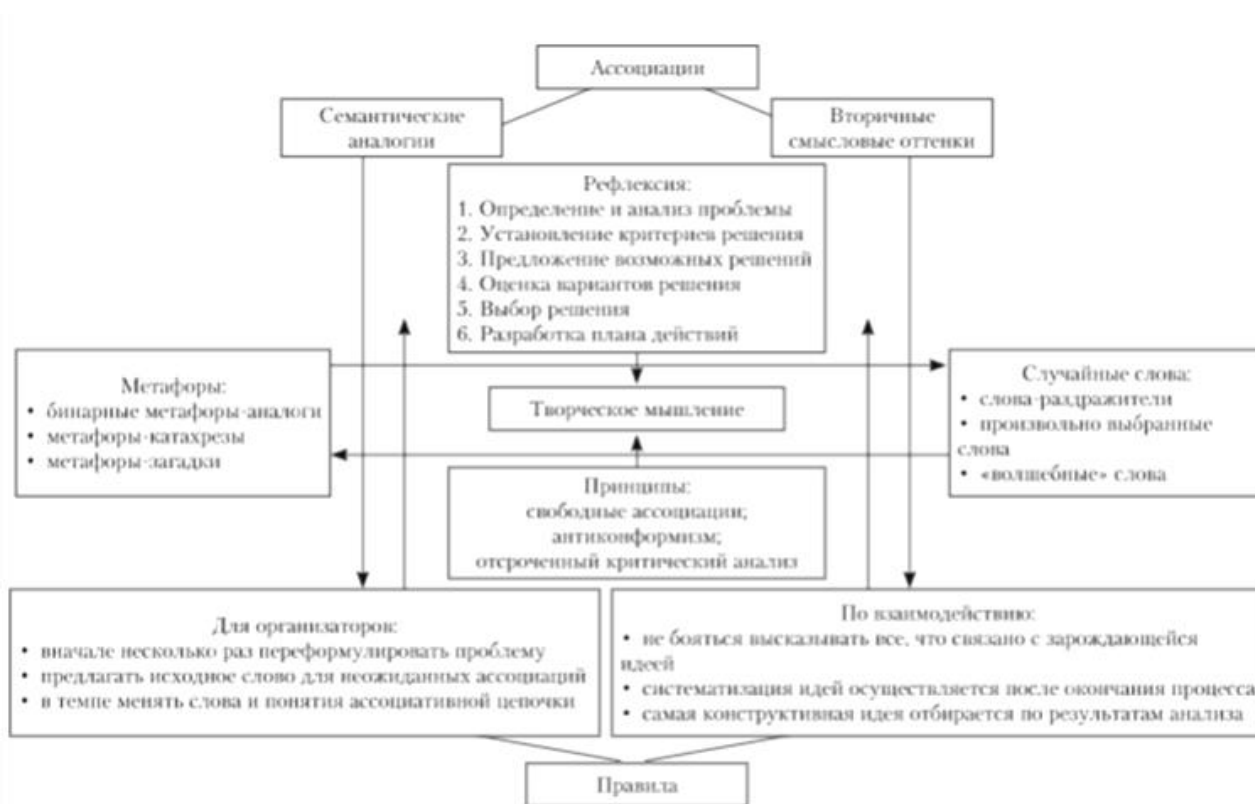 Ассоциации
Семантические
аналогии
Вторичные
смысловые оттенки
Рефлексия:
1. Определение и анализ проблемы
2. Установление критериев решения
3. Предложение возможных решений
4. Оценка вариантов решения
5. Выбор решения
6. Разработка плана действий
Метафоры:
• бинарные метафоры-аналоги
• метафоры-катахрезы
• метафоры-загадки
Творческое мышление
Случайные слова:
• слова-раздражители
• произвольно выбранные
слова
• «волшебные» слова
Принципы:
свободные ассоциации;
антиконформизм;
отсроченный критический анализ
Для организаторов:
• вначале несколько раз переформулировать проблему
• предлагать исходное слово для неожиданных ассоциаций
• в темпе менять слова и понятия ассоциативной цепочки
По взаимодействию:
• не бояться высказывать все, что связано с зарождающейся
идеей
• систематизация идей осуществляется после окончания процесса
• самая конструктивная идея отбирается по результатам анализа
Правила